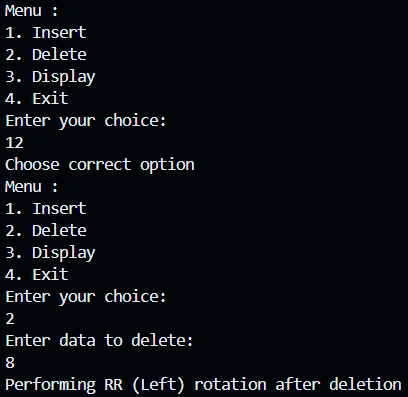 Menu :
1. Insert
2. Delete
3. Display
4. Exit
Enter your choice:
12
Choose correct option
Menu :
1. Insert
2. Delete
3. Display
4. Exit
Enter your choice:
2
Enter data to delete:
8
Performing RR (Left) rotation after deletion